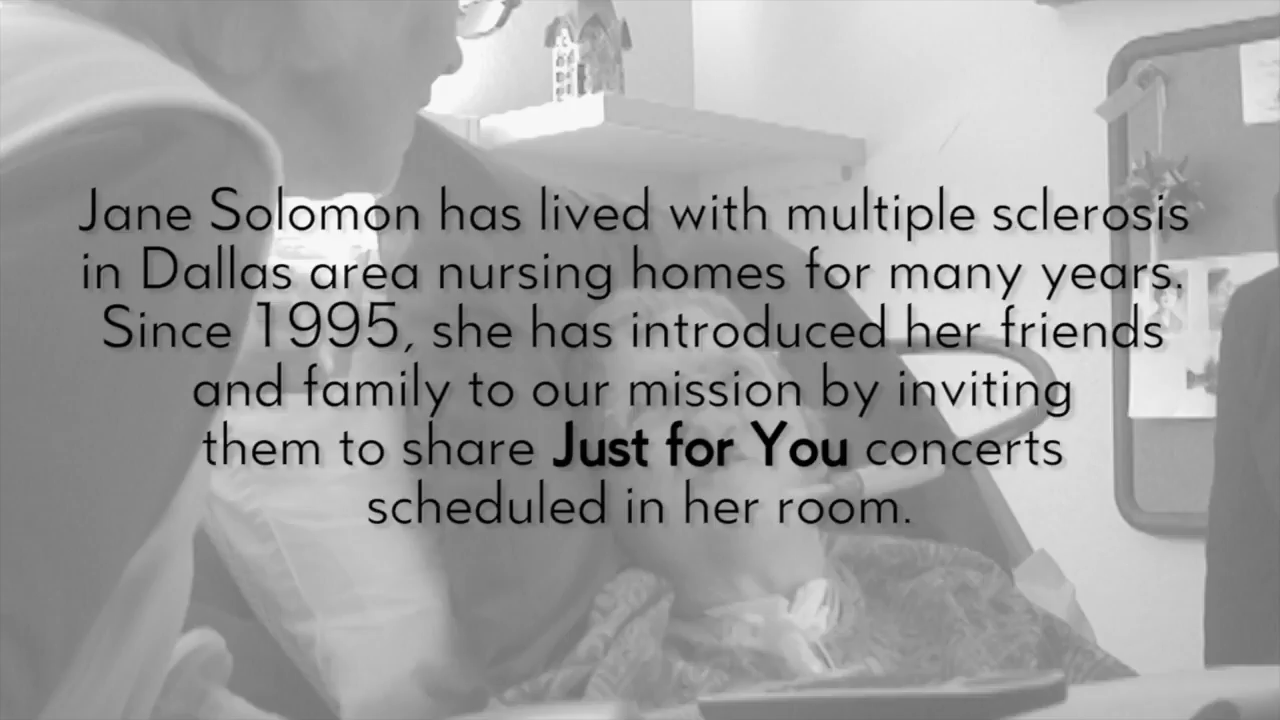 Jane Solomon has lived with multiple sclerosis
in Dallas area nursing homes for many years.
Since 1995, she has introduced her friends
and family to our mission by inviting
them to share Just for You concerts
scheduled in her room.